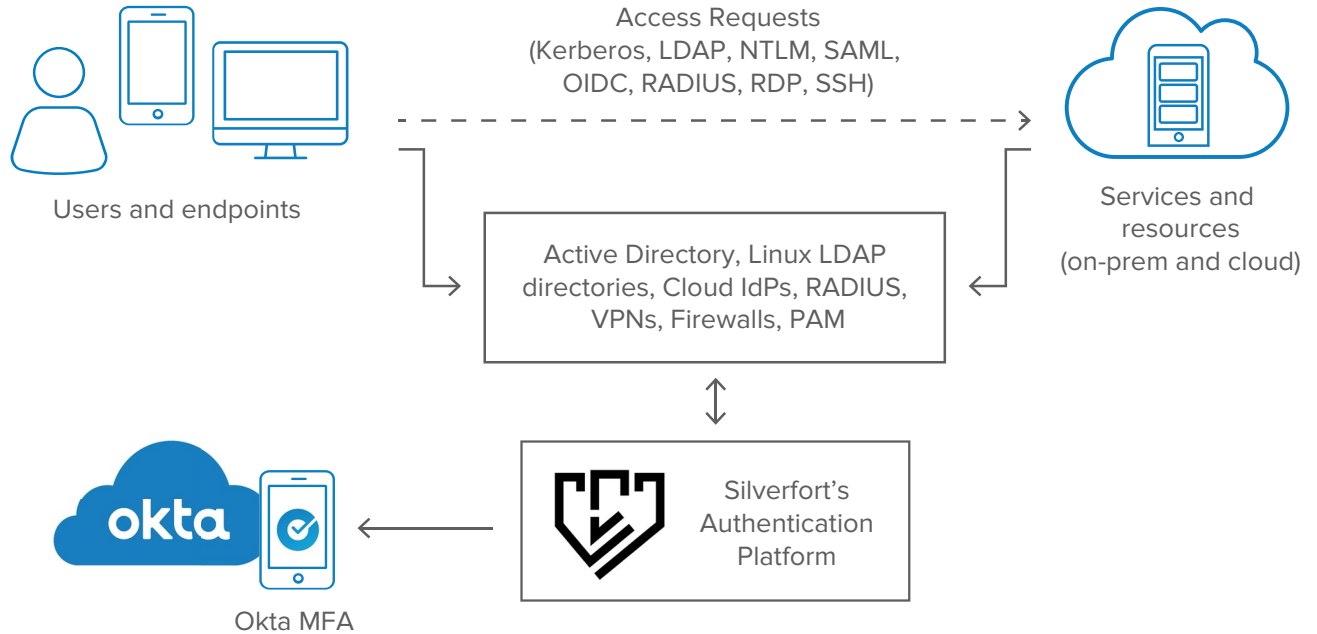 Access Requests
(Kerberos, LDAP, NTLM, SAML,
OIDC, RADIUS, RDP, SSH)
Users and endpoints
Services and
resources
(on-prem and cloud)
Active Directory, Linux LDAP
directories, Cloud IdPs, RADIUS,
VPNs, Firewalls, PAM
okta
Okta MFA
Silverfort’s
Authentication
Platform